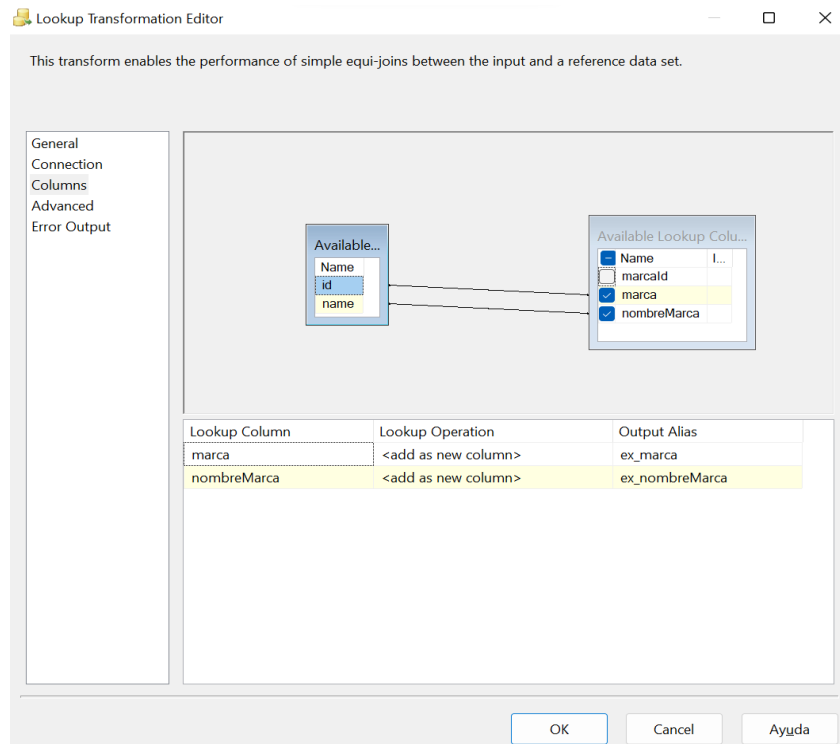 Lookup Transformation Editor
This transform enables the performance of simple equi-joins between the input and a reference data set.
General
Connection
Columns
Advanced
Error Output
Available...
Name
id
name
Available Lookup Colu...
Name I...
marcaId
marca
nombreMarca
Lookup Column Lookup Operation Output Alias
marca <add as new column> ex_marca
nombreMarca <add as new column> ex_nombreMarca
OK Cancel Ayuda